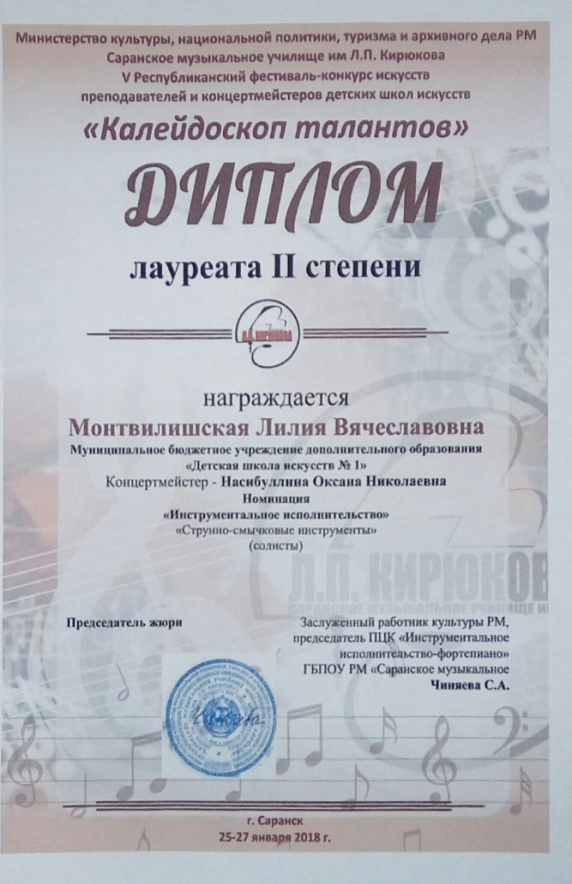 Министерство культуры, национальной политики, туризма и архивного дела РМ
Саранское музыкальное училище им Л.П. Кирюкова
V Республиканский фестиваль-конкурс искусств
преподавателей и концертмейстеров детских школ искусств
«Калейдоскоп талантов»
ДИПЛОМ
лауреата II степени
Л.П. КИРЮКОВА
награждается
Монтвилишская Лилия Вячеславовна
Муниципальное бюджетное учреждение дополнительного образования
«Детская школа искусств № 1»
Концертмейстер - Насибуллина Оксана Николаевна
Номинация
«Инструментальное исполнительство»
«Струнно-смычковые инструменты»
(солисты)
Л.П. КИРЮКОВ
САРАНСКОЕ МУЗЫКАЛЬНОЕ УЧИЛИЩЕ И
Председатель жюри
Заслуженный работник культуры РМ,
председатель ПЦК «Инструментальное
исполнительство-фортепиано»
ГБПОУ РМ «Саранское музыкальное
Чиняева С.А.
г. Саранск
25-27 января 2018 г.